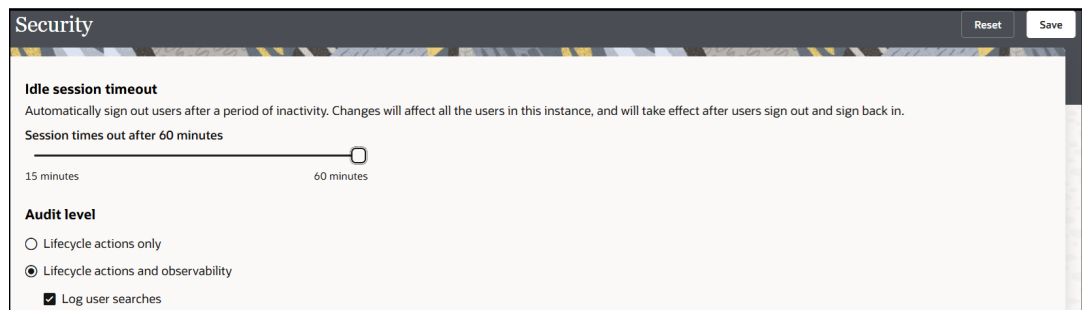 Security
Reset
Save
Idle session timeout
Automatically sign out users after a period of inactivity. Changes will affect all the users in this instance, and will take effect after users sign out and sign back in.
Session times out after 60 minutes
15 minutes
60 minutes
Audit level
Lifecycle actions only
Lifecycle actions and observability
Log user searches